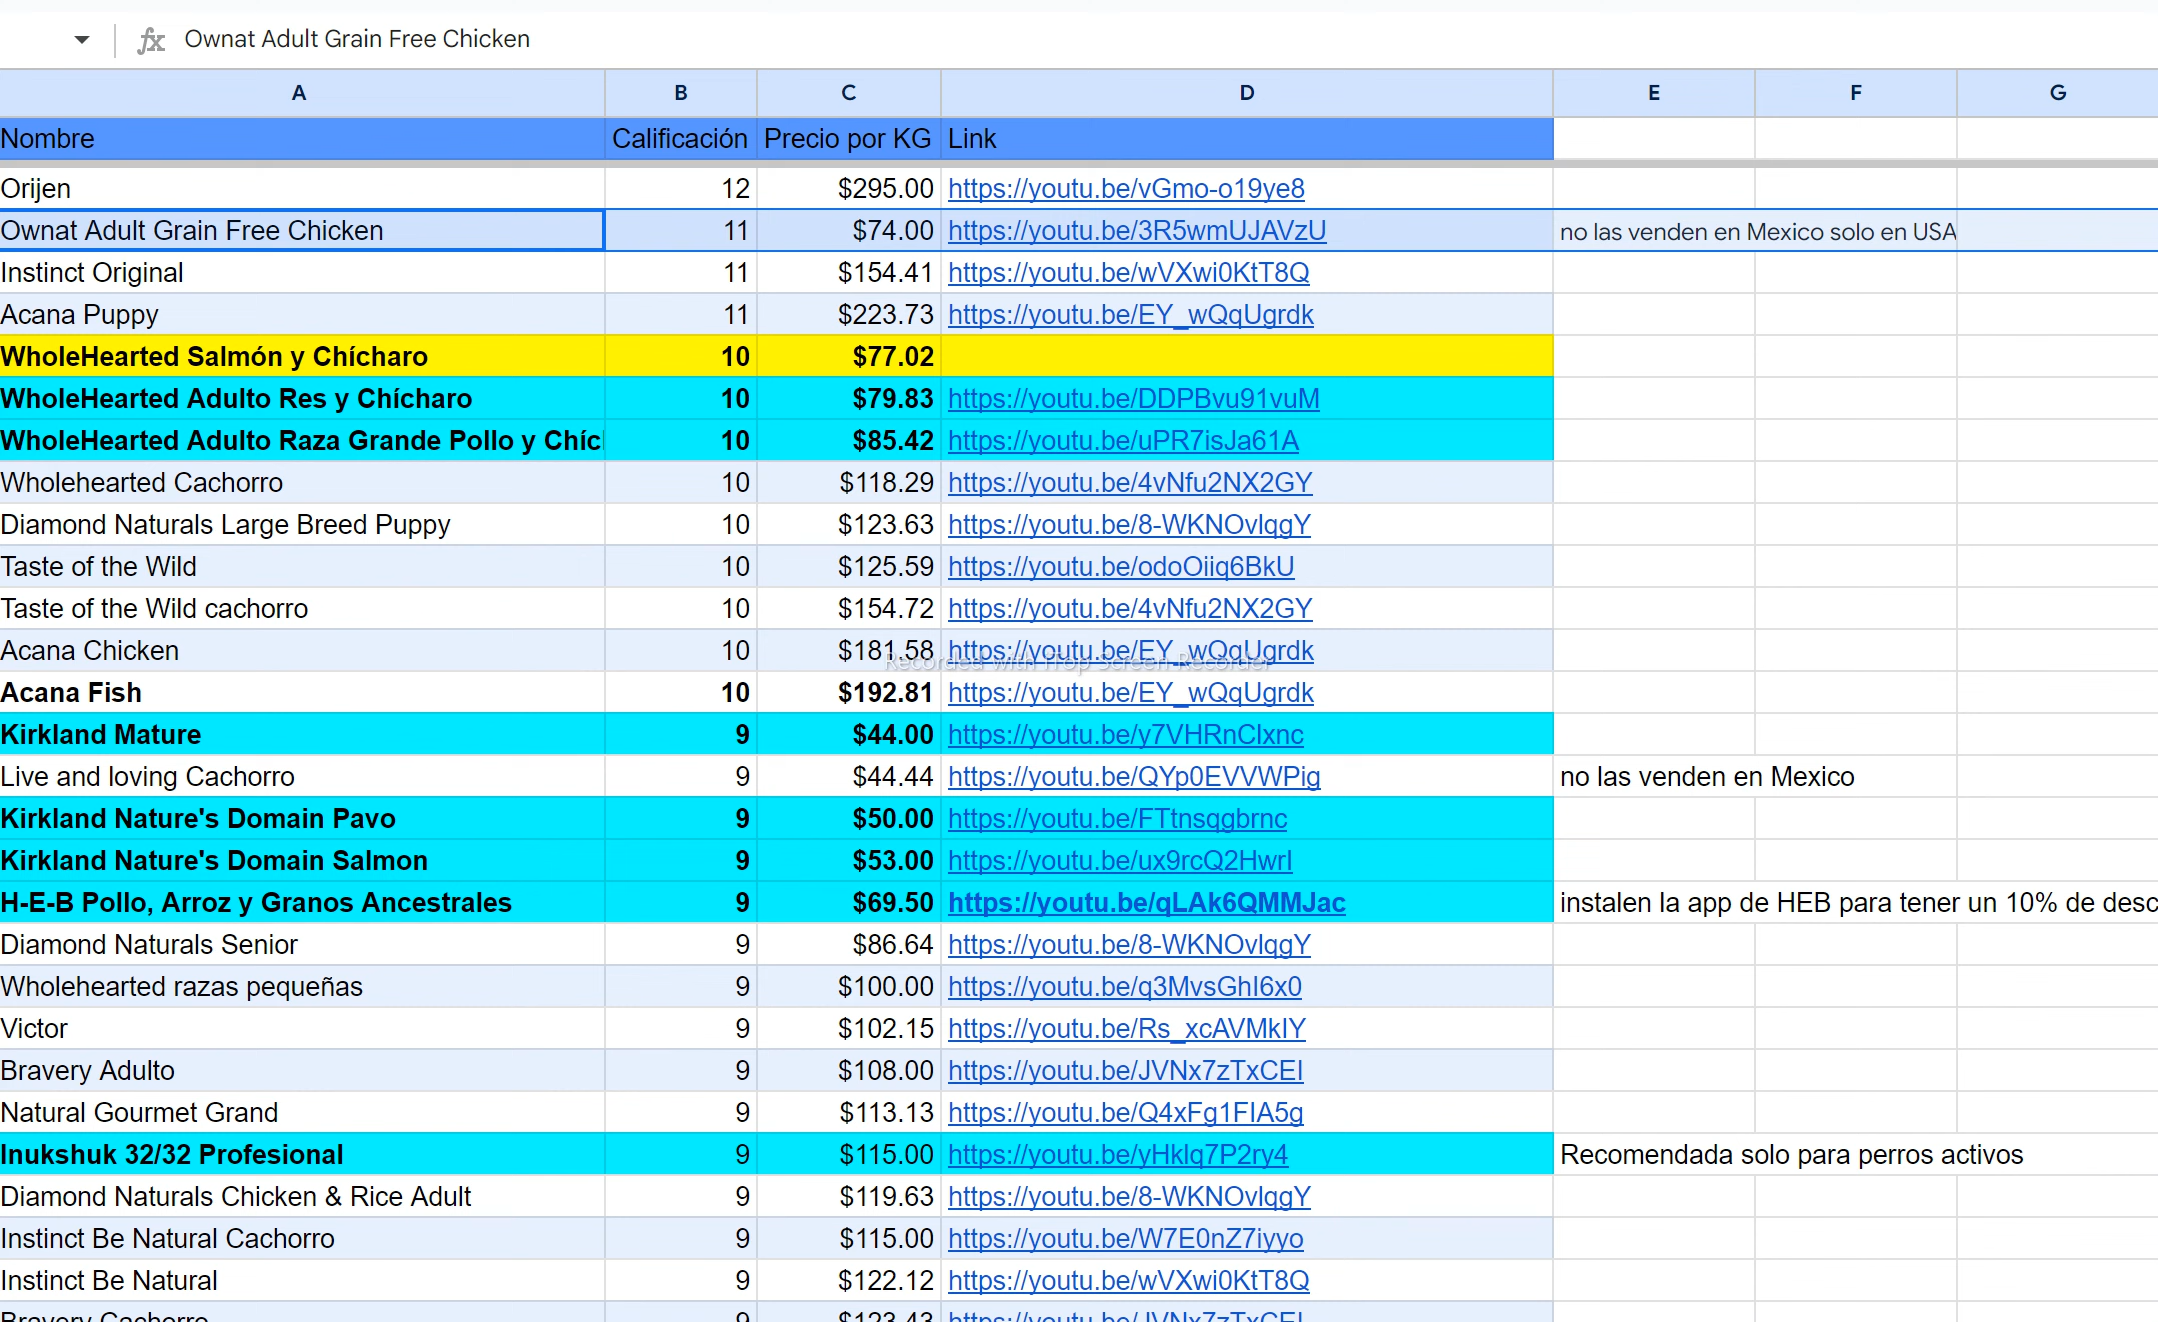 fx Ownat Adult Grain Free Chicken
A B C D E F G
Nombre Calificación Precio por KG Link
Orijen 12 $295.00 https://youtu.be/vGmo-o19ye8
Ownat Adult Grain Free Chicken 11 $74.00 https://youtu.be/3R5wmUJAVzU no las venden en Mexico solo en USA
Instinct Original 11 $154.41 https://youtu.be/wVXwi0KtT8Q
Acana Puppy 11 $223.73 https://youtu.be/EY_wQqUgrdk
WholeHearted Salmón y Chícharo 10 $77.02
WholeHearted Adulto Res y Chícharo 10 $79.83 https://youtu.be/DDPBvu91vuM
WholeHearted Adulto Raza Grande Pollo y Chíc 10 $85.42 https://youtu.be/uPR7isJa61A
Wholehearted Cachorro 10 $118.29 https://youtu.be/4vNfu2NX2GY
Diamond Naturals Large Breed Puppy 10 $123.63 https://youtu.be/8-WKNOvlqgY
Taste of the Wild 10 $125.59 https://youtu.be/odoOiiq6BkU
Taste of the Wild cachorro 10 $154.72 https://youtu.be/4vNfu2NX2GY
Acana Chicken 10 $181.58 https://youtu.be/EY_wQqUgrdk
Recorded with iTop Screen Recorder
Acana Fish 10 $192.81 https://youtu.be/EY_wQqUgrdk
Kirkland Mature 9 $44.00 https://youtu.be/y7VHRnClxnc
Live and loving Cachorro 9 $44.44 https://youtu.be/QYp0EVVWPig no las venden en Mexico
Kirkland Nature's Domain Pavo 9 $50.00 https://youtu.be/FTtnsqgbrnc
Kirkland Nature's Domain Salmon 9 $53.00 https://youtu.be/ux9rcQ2HwrI
H-E-B Pollo, Arroz y Granos Ancestrales 9 $69.50 https://youtu.be/qLAk6QMMJac instalen la app de HEB para tener un 10% de desc
Diamond Naturals Senior 9 $86.64 https://youtu.be/8-WKNOvlqgY
Wholehearted razas pequeñas 9 $100.00 https://youtu.be/q3MvsGhI6x0
Victor 9 $102.15 https://youtu.be/Rs_xcAVMkIY
Bravery Adulto 9 $108.00 https://youtu.be/JVNx7zTxCEI
Natural Gourmet Grand 9 $113.13 https://youtu.be/Q4xFg1FIA5g
Inukshuk 32/32 Profesional 9 $115.00 https://youtu.be/yHklq7P2ry4 Recomendada solo para perros activos
Diamond Naturals Chicken & Rice Adult 9 $119.63 https://youtu.be/8-WKNOvlqgY
Instinct Be Natural Cachorro 9 $115.00 https://youtu.be/W7E0nZ7iyyo
Instinct Be Natural 9 $122.12 https://youtu.be/wVXwi0KtT8Q
Bravery Cachorro 9 $123.43 https://youtu.be/JVNx7zTxCEI